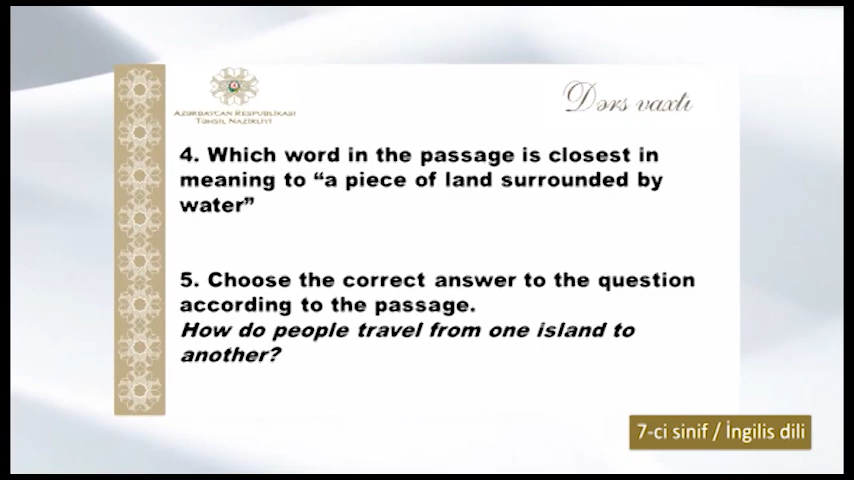 AZƏRBAYCAN RESPUBLİKASI
TƏHSİL NAZİRLİYİ
Dərs vaxtı
4. Which word in the passage is closest in
meaning to “a piece of land surrounded by
water”
5. Choose the correct answer to the question
according to the passage.
How do people travel from one island to
another?
7-ci sinif / İngilis dili